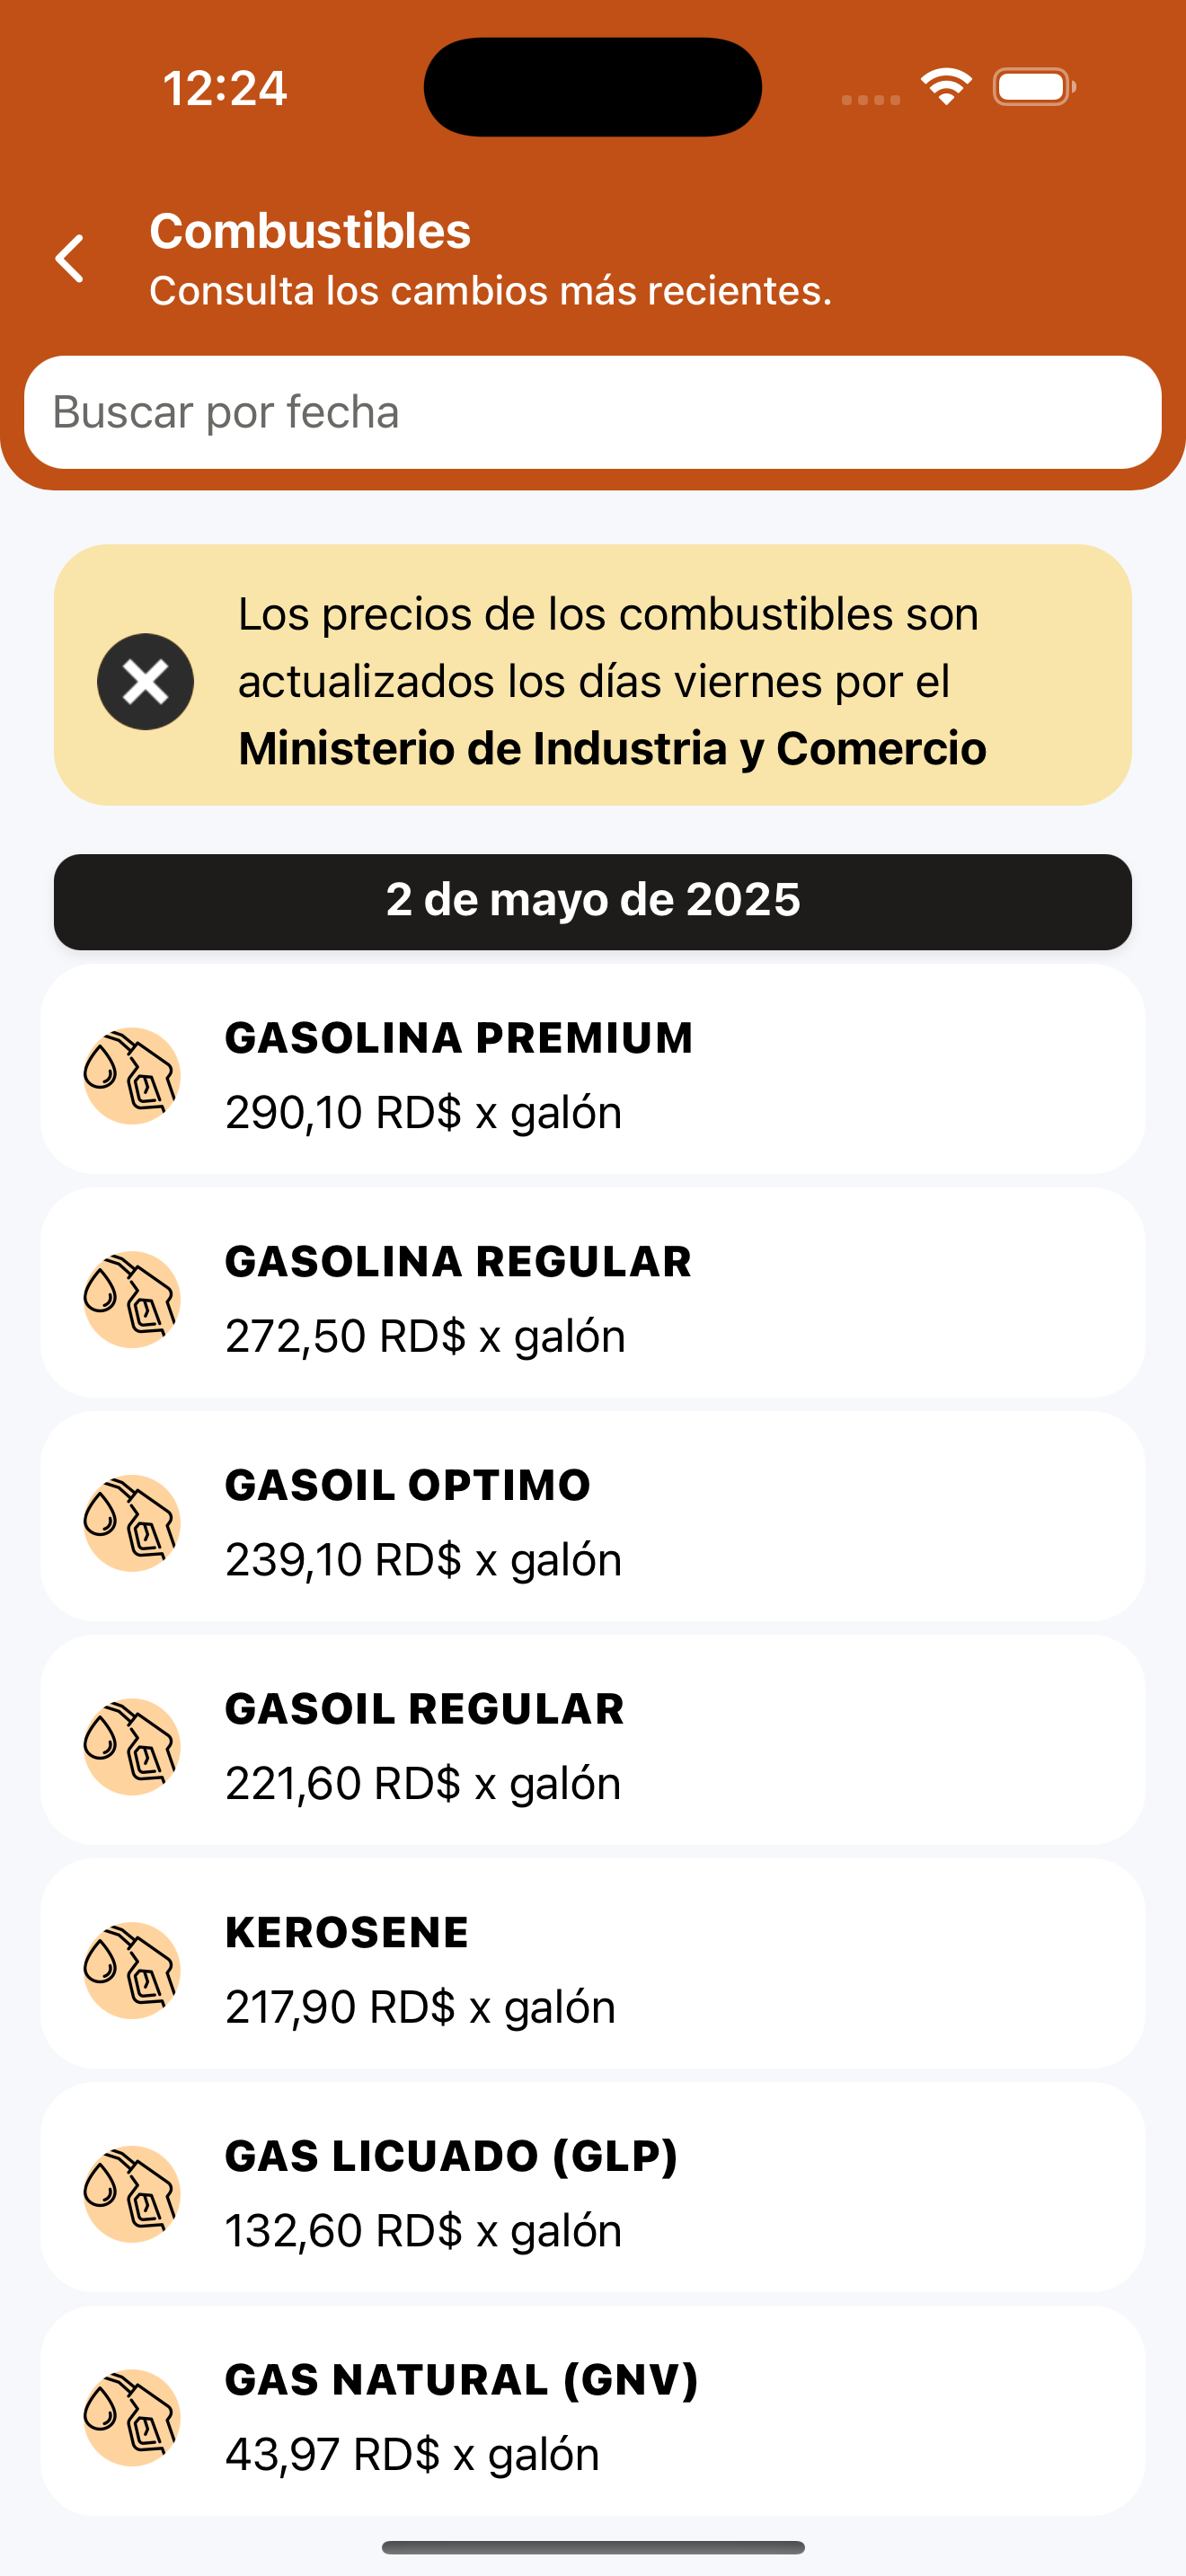 12:24
Combustibles
Consulta los cambios más recientes.
Buscar por fecha
Los precios de los combustibles son
actualizados los días viernes por el
Ministerio de Industria y Comercio
2 de mayo de 2025
GASOLINA PREMIUM
290,10 RD$ x galón
GASOLINA REGULAR
272,50 RD$ x galón
GASOIL OPTIMO
239,10 RD$ x galón
GASOIL REGULAR
221,60 RD$ x galón
KEROSENE
217,90 RD$ x galón
GAS LICUADO (GLP)
132,60 RD$ x galón
GAS NATURAL (GNV)
43,97 RD$ x galón